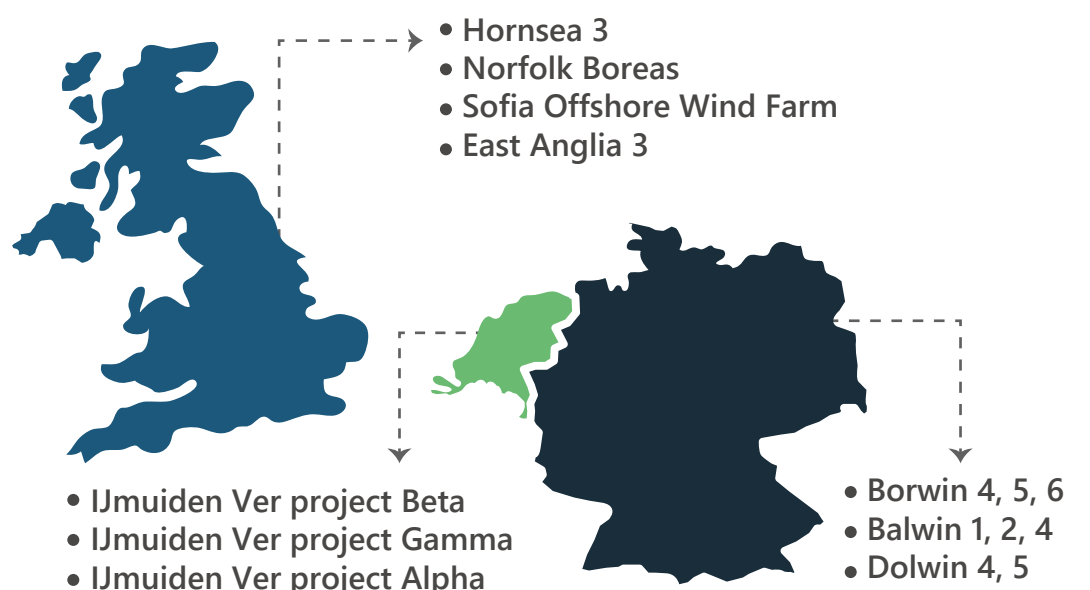 • Hornsea 3
• Norfolk Boreas
• Sofia Offshore Wind Farm
• East Anglia 3
• IJmuiden Ver project Beta
• IJmuiden Ver project Gamma
• IJmuiden Ver project Alpha
• Borwin 4, 5, 6
• Balwin 1, 2, 4
• Dolwin 4, 5